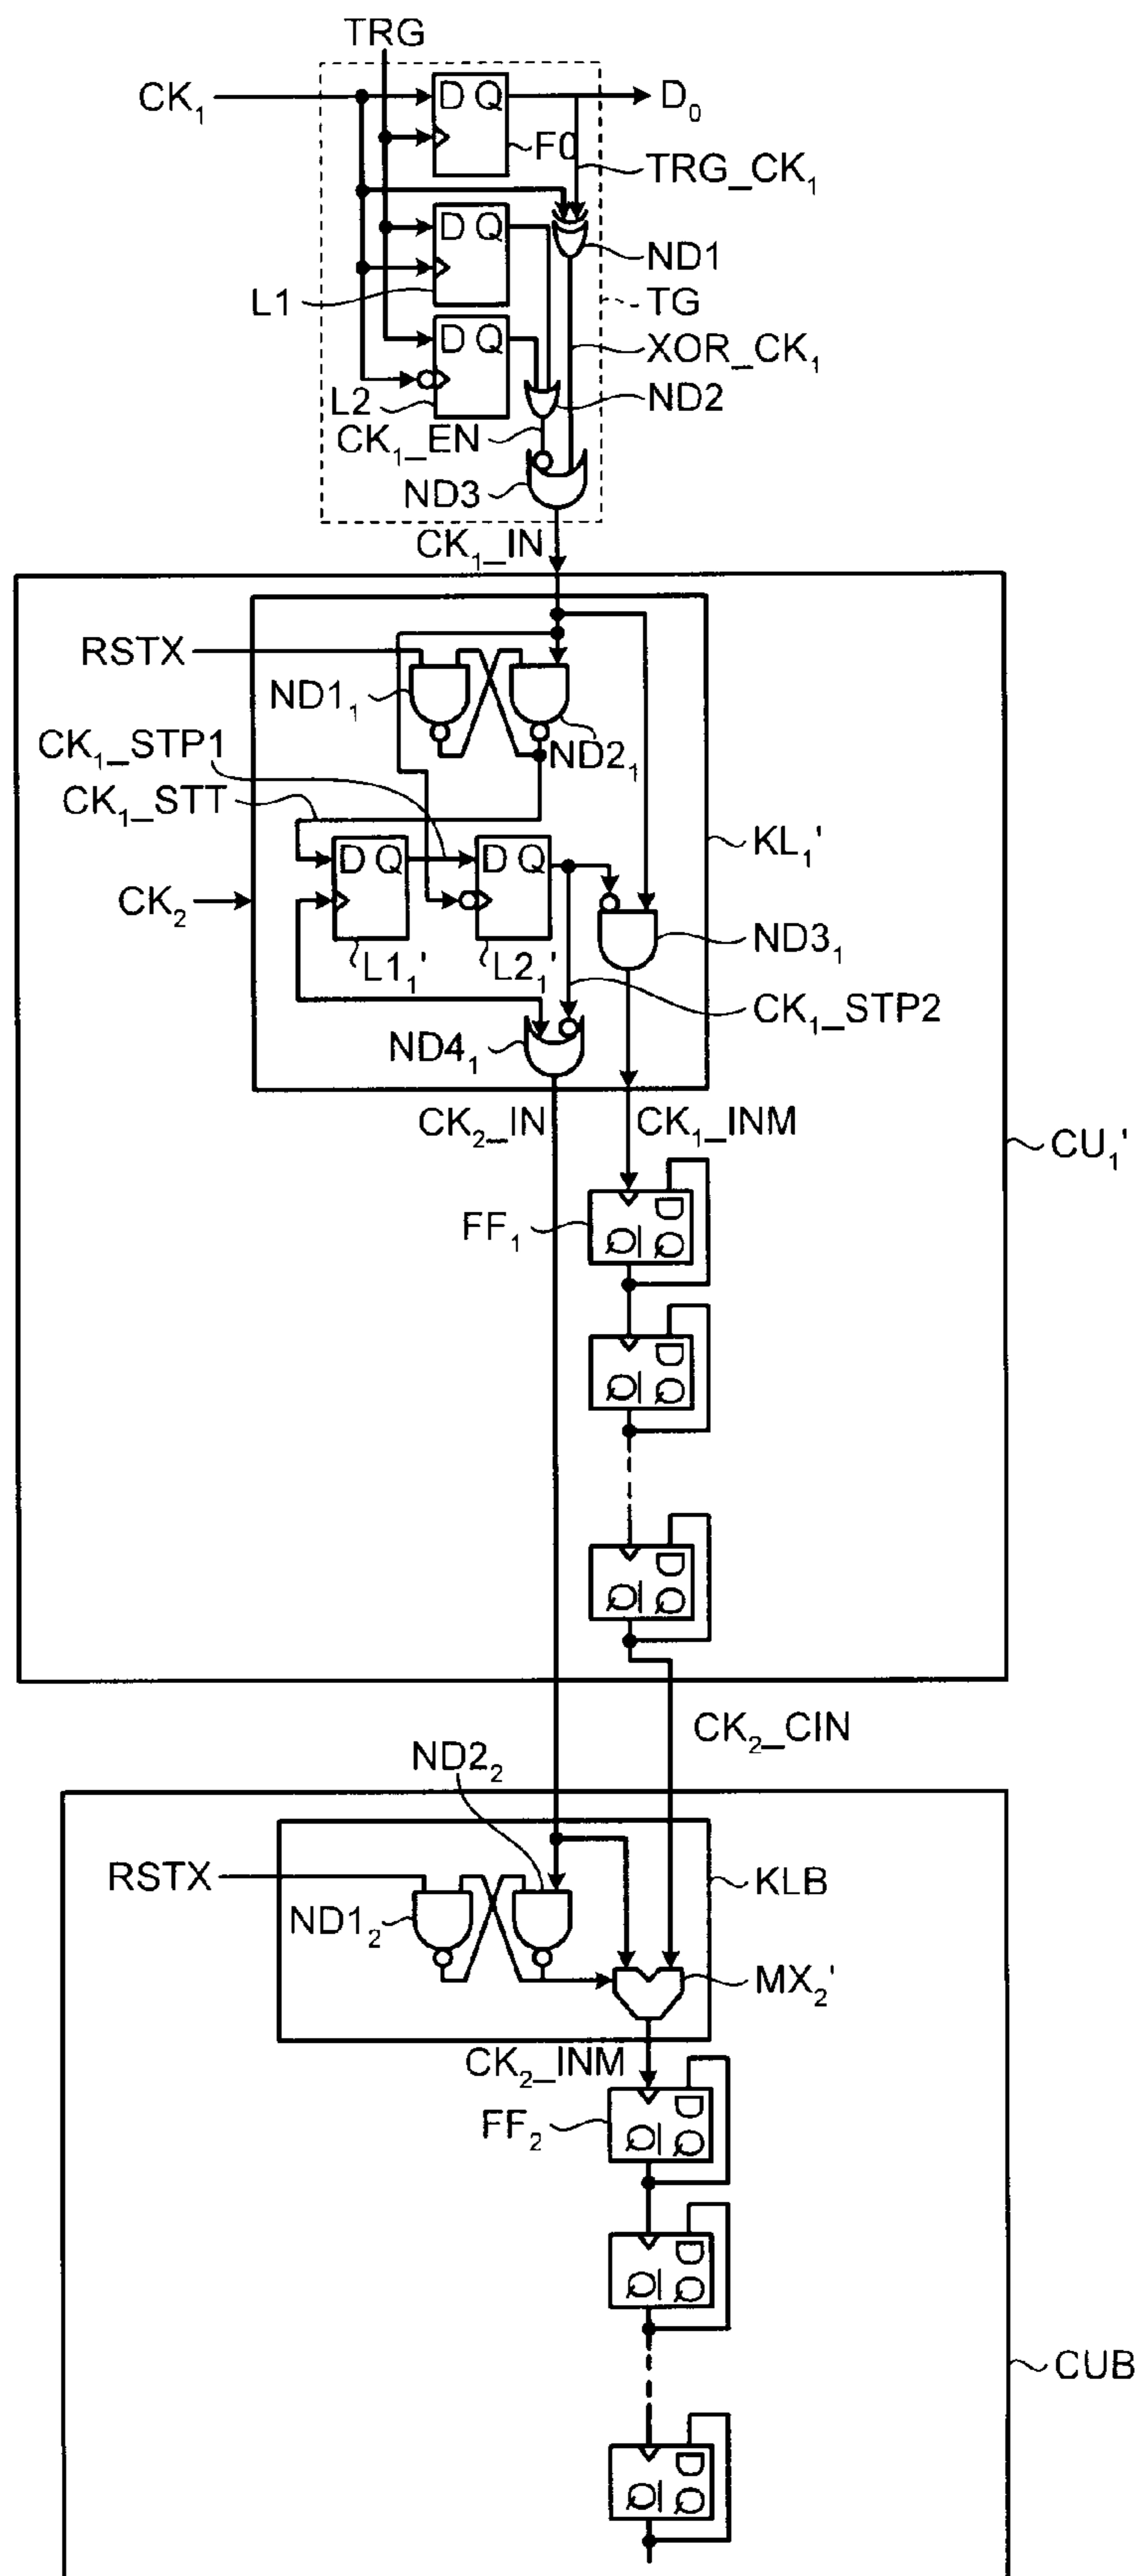 TRG
CK₁
D Q
D₀
F0
TRG_CK₁
D Q
ND1
L1
TG
D Q
XOR_CK₁
L2
ND2
CK₁_EN
ND3
CK₁_IN
RSTX
ND1₁
ND2₁
CK₁_STP1
CK₁_STT
D Q
D Q
KL₁'
CK₂
L1₁'
L2₁'
ND3₁
CK₁_STP2
ND4₁
CK₂_IN
CK₁_INM
CU₁'
FF₁
D
Q Q
D
Q Q
D
Q Q
CK₂_CIN
ND2₂
RSTX
KLB
ND1₂
MX₂'
CK₂_INM
FF₂
D
Q Q
D
Q Q
CUB
D
Q Q